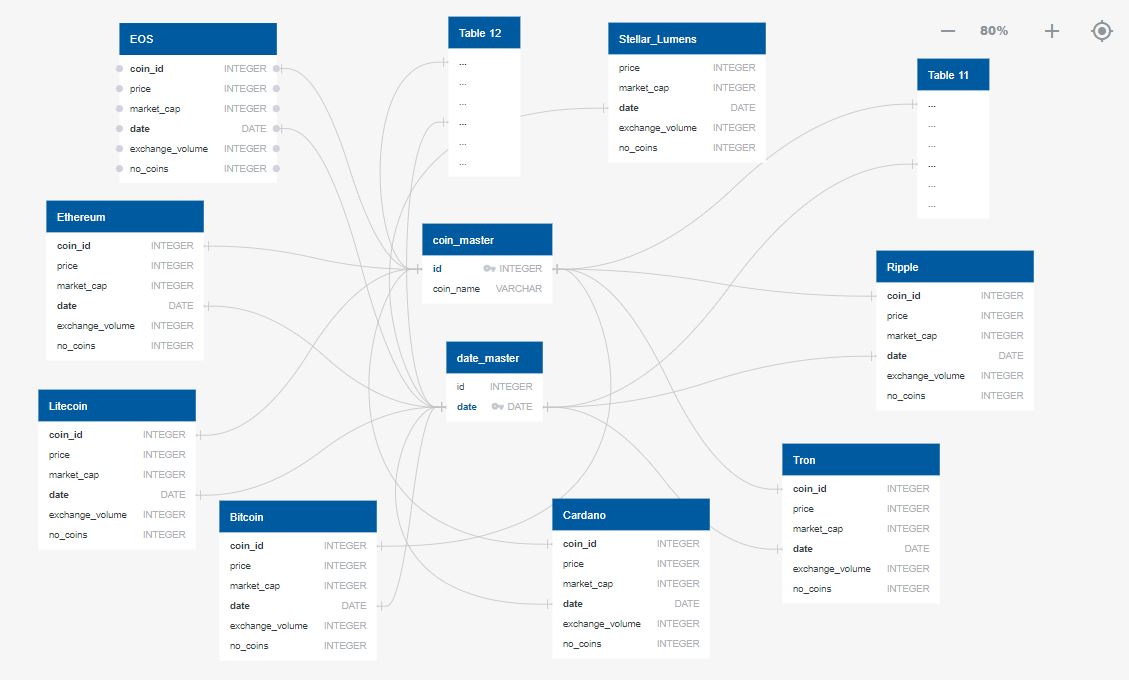 80%
EOS
coin_id INTEGER
price INTEGER
market_cap INTEGER
date DATE
exchange_volume INTEGER
no_coins INTEGER
Table 12
...
...
...
...
...
...
Stellar_Lumens
price INTEGER
market_cap INTEGER
date DATE
exchange_volume INTEGER
no_coins INTEGER
Table 11
...
...
...
...
...
...
Ethereum
coin_id INTEGER
price INTEGER
market_cap INTEGER
date DATE
exchange_volume INTEGER
no_coins INTEGER
coin_master
id INTEGER
coin_name VARCHAR
Ripple
coin_id INTEGER
price INTEGER
market_cap INTEGER
date DATE
exchange_volume INTEGER
no_coins INTEGER
date_master
id INTEGER
date DATE
Litecoin
coin_id INTEGER
price INTEGER
market_cap INTEGER
date DATE
exchange_volume INTEGER
no_coins INTEGER
Bitcoin
coin_id INTEGER
price INTEGER
market_cap INTEGER
date DATE
exchange_volume INTEGER
no_coins INTEGER
Cardano
coin_id INTEGER
price INTEGER
market_cap INTEGER
date DATE
exchange_volume INTEGER
no_coins INTEGER
Tron
coin_id INTEGER
price INTEGER
market_cap INTEGER
date DATE
exchange_volume INTEGER
no_coins INTEGER